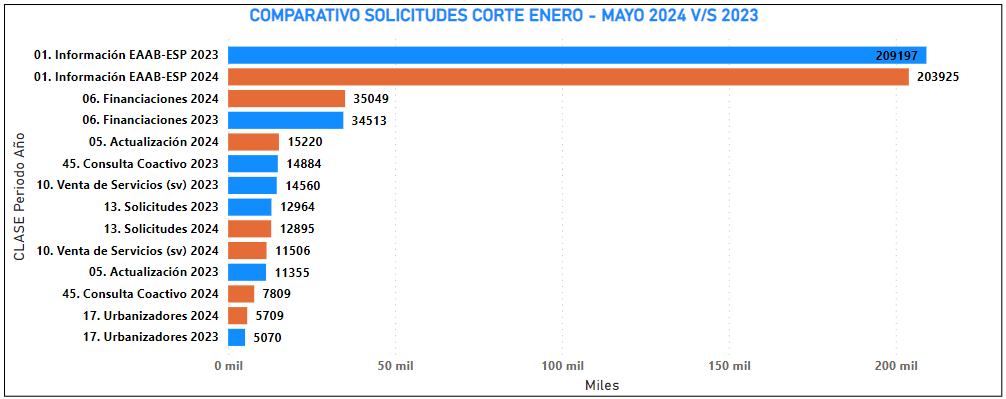 COMPARATIVO SOLICITUDES CORTE ENERO - MAYO 2024 V/S 2023
CLASE Periodo Año
01. Información EAAB-ESP 2023 209197
01. Información EAAB-ESP 2024 203925
06. Financiaciones 2024 35049
06. Financiaciones 2023 34513
05. Actualización 2024 15220
45. Consulta Coactivo 2023 14884
10. Venta de Servicios (sv) 2023 14560
13. Solicitudes 2023 12964
13. Solicitudes 2024 12895
10. Venta de Servicios (sv) 2024 11506
05. Actualización 2023 11355
45. Consulta Coactivo 2024 7809
17. Urbanizadores 2024 5709
17. Urbanizadores 2023 5070
0 mil 50 mil 100 mil 150 mil 200 mil
Miles